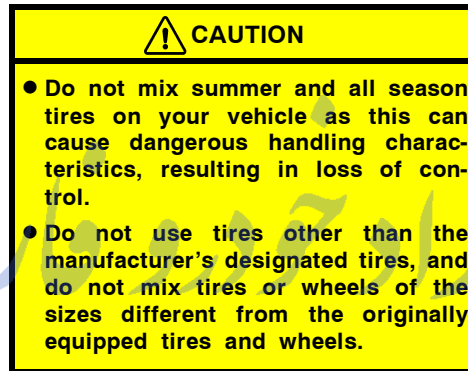 CAUTION
● Do not mix summer and all season
tires on your vehicle as this can
cause dangerous handling charac-
teristics, resulting in loss of con-
trol.
● Do not use tires other than the
manufacturer's designated tires, and
do not mix tires or wheels of the
sizes different from the originally
equipped tires and wheels.